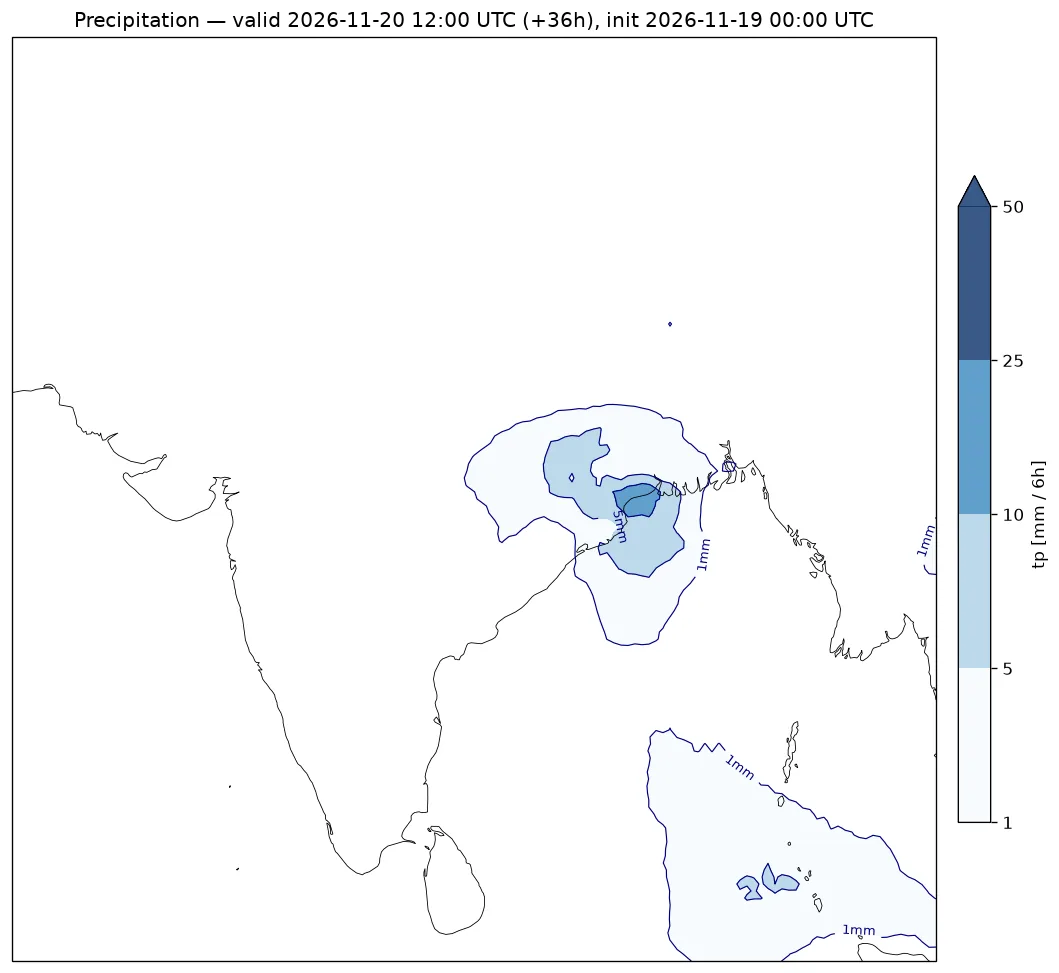 Precipitation — valid 2026-11-20 12:00 UTC (+36h), init 2026-11-19 00:00 UTC
50
25
10
5
1
tp [mm / 6h]
5mm
1mm
1mm
1mm
1mm